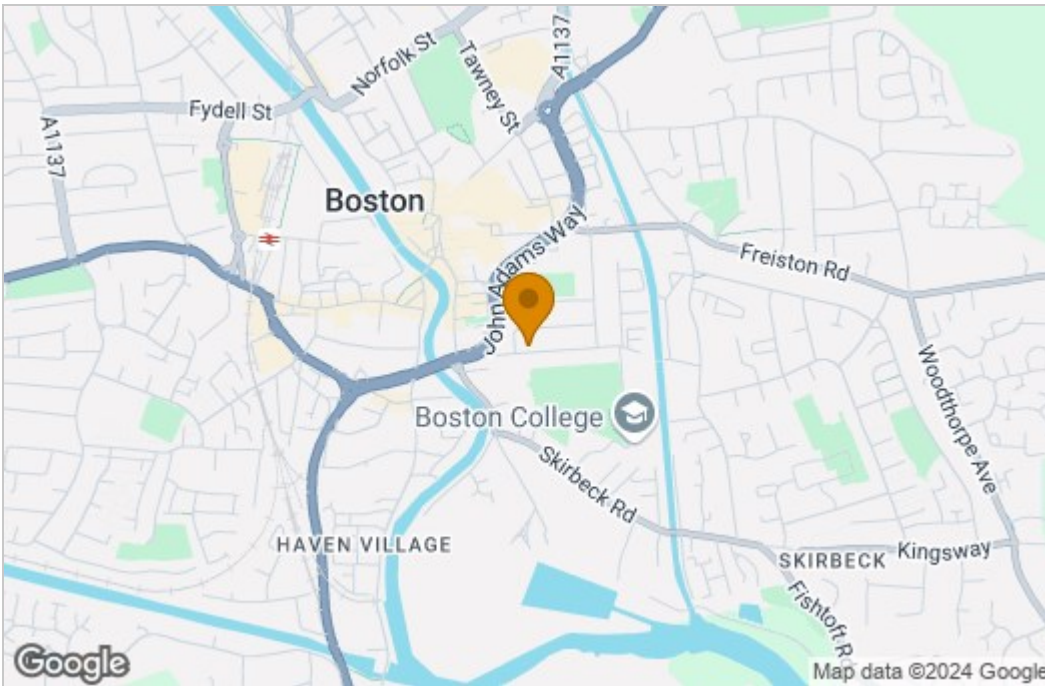 Norfolk St
Tawney St
A1137
Fydell St
A1137
Boston
John Adams Way
Freiston Rd
Woodthorpe Ave
Boston College
Skirbeck Rd
HAVEN VILLAGE
SKIRBECK
Kingsway
Fishtoft Rd
Google
Map data ©2024 Google